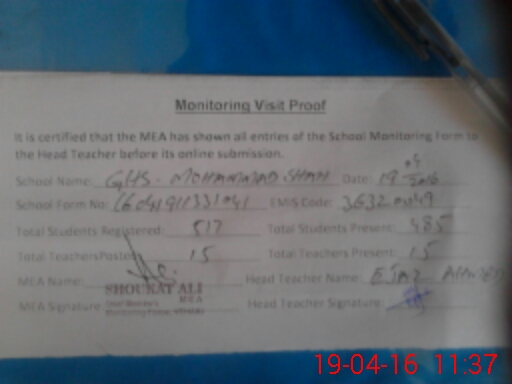 Monitoring Visit Proof
It is certified that the MEA has shown all entries of the School Monitoring Form to
the Head Teacher before its online submission.
School Name: GHS. MOHAMMAD SHAH Date: 19
School Form No: EMIS Code: 36320049
Total Students Registered: 517 Total Students Present: 485
Total Teachers Posted: 15 Total Teachers Present: 15
MEA Name: SHOUKAT ALI Head Teacher Name: EJAZ AHMED
MEA Signature: Head Teacher Signature:
19-04-16 11:37